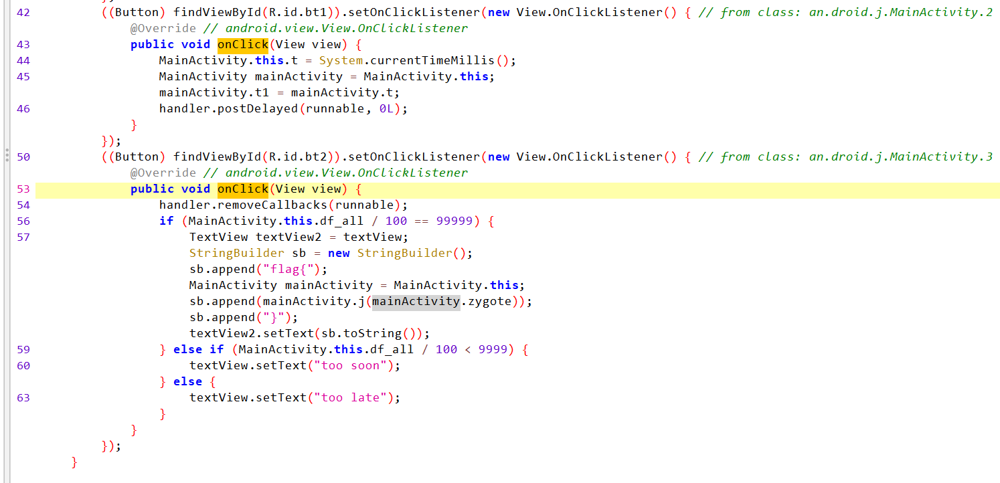 42 ((Button) findViewById(R.id.bt1)).setOnClickListener(new View.OnClickListener() { // from class: an.droid.j.MainActivity.2
@Override // android.view.View.OnClickListener
43 public void onClick(View view) {
44 MainActivity.this.t = System.currentTimeMillis();
45 MainActivity mainActivity = MainActivity.this;
mainActivity.t1 = mainActivity.t;
46 handler.postDelayed(runnable, 0L);
}
});
50 ((Button) findViewById(R.id.bt2)).setOnClickListener(new View.OnClickListener() { // from class: an.droid.j.MainActivity.3
@Override // android.view.View.OnClickListener
53 public void onClick(View view) {
54 handler.removeCallbacks(runnable);
56 if (MainActivity.this.df_all / 100 == 99999) {
57 TextView textView2 = textView;
StringBuilder sb = new StringBuilder();
sb.append("flag{");
MainActivity mainActivity = MainActivity.this;
sb.append(mainActivity.j(mainActivity.zygote));
sb.append("}");
textView2.setText(sb.toString());
59 } else if (MainActivity.this.df_all / 100 < 9999) {
60 textView.setText("too soon");
} else {
63 textView.setText("too late");
}
}
});
}